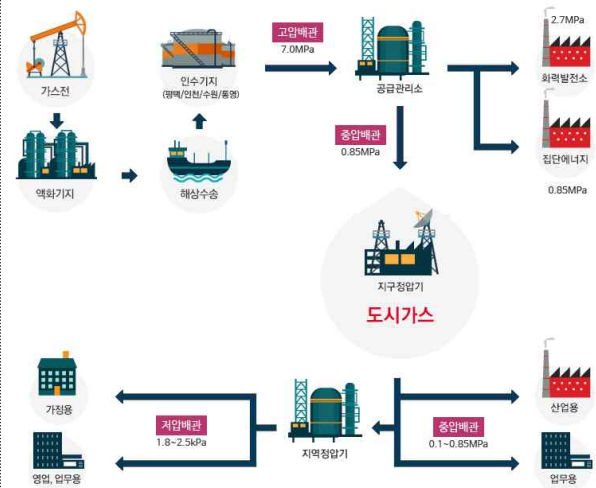 고압배관
7.0MPa
2.7MPa
가스전
인수기지
(평택/인천/수원/통영)
공급관리소
화력발전소
중압배관
0.85MPa
액화기지
해상수송
집단에너지
0.85MPa
지구정압기
도시가스
가정용
저압배관
1.8~2.5kPa
지역정압기
중압배관
0.1~0.85MPa
산업용
영업, 업무용
업무용